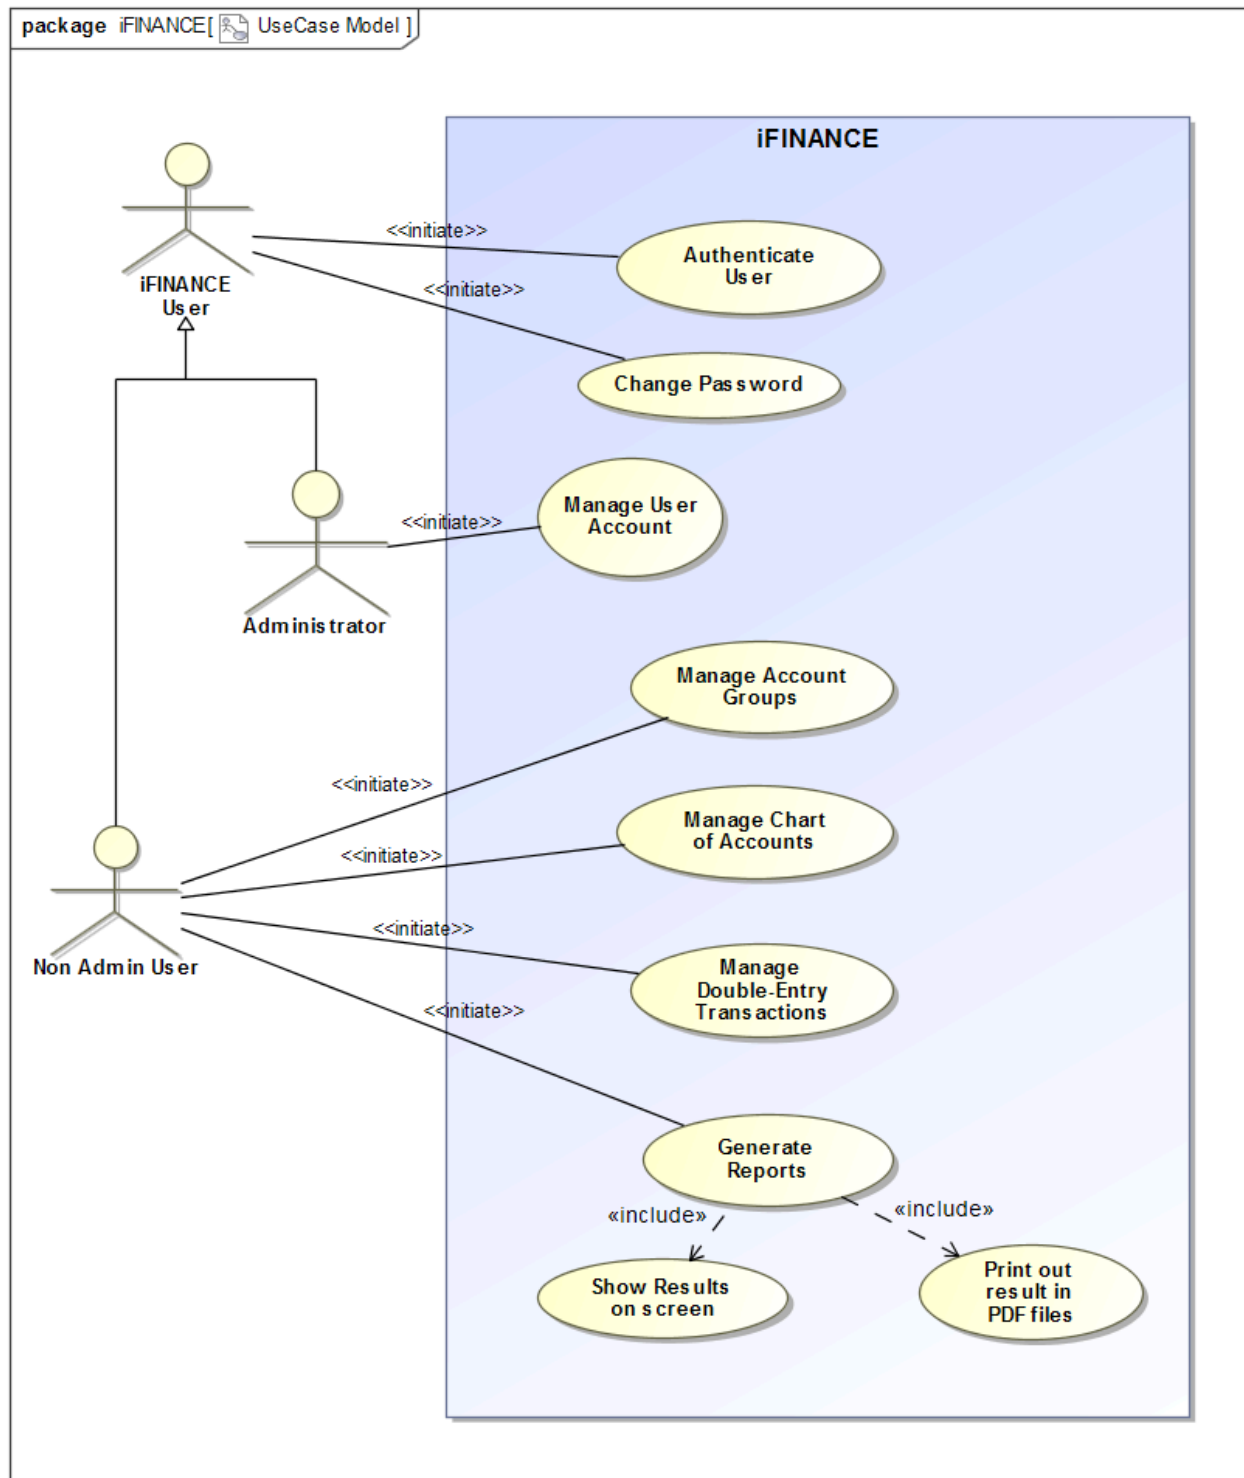 package iFINANCE[ UseCase Model ]
iFINANCE
<<initiate>>
Authenticate
User
iFINANCE
User
<<initiate>>
Change Password
Manage User
Account
<<initiate>>
Administrator
Manage Account
Groups
<<initiate>>
Manage Chart
of Accounts
<<initiate>>
Non Admin User
<<initiate>>
Manage
Double-Entry
Transactions
<<initiate>>
Generate
Reports
«include»
«include»
Show Results
on screen
Print out
result in
PDF files